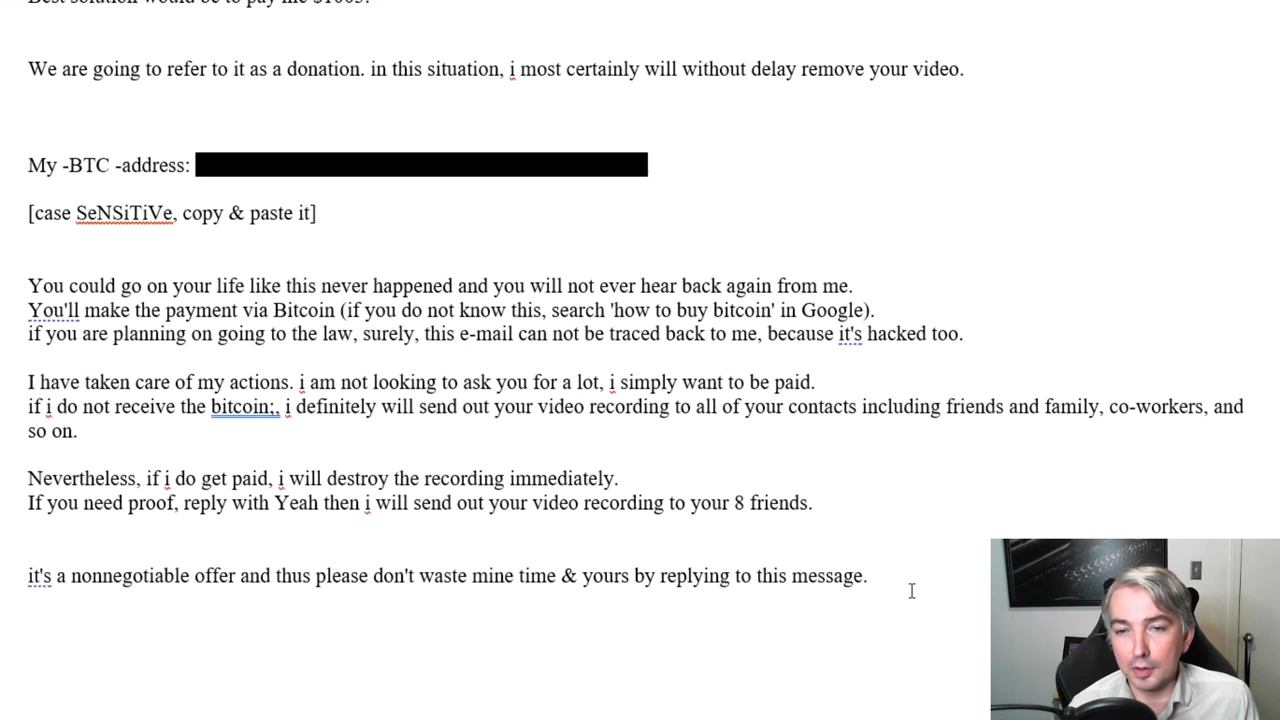 Best solution would be to pay me $1005.
We are going to refer to it as a donation. in this situation, i most certainly will without delay remove your video.
My -BTC -address:
[case SeNSiTiVe, copy & paste it]
You could go on your life like this never happened and you will not ever hear back again from me.
You'll make the payment via Bitcoin (if you do not know this, search 'how to buy bitcoin' in Google).
if you are planning on going to the law, surely, this e-mail can not be traced back to me, because it's hacked too.
I have taken care of my actions. i am not looking to ask you for a lot, i simply want to be paid.
if i do not receive the bitcoin;, i definitely will send out your video recording to all of your contacts including friends and family, co-workers, and
so on.
Nevertheless, if i do get paid, i will destroy the recording immediately.
If you need proof, reply with Yeah then i will send out your video recording to your 8 friends.
it's a nonnegotiable offer and thus please don't waste mine time & yours by replying to this message.